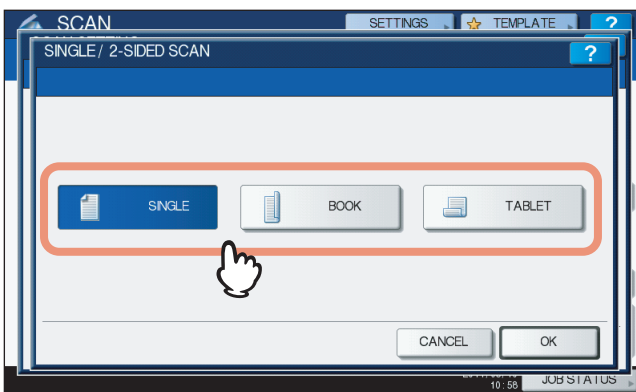 SCAN
SETTINGS
TEMPLATE
?
SINGLE / 2-SIDED SCAN
?
SINGLE
BOOK
TABLET
CANCEL
OK
10:58
JOB STATUS